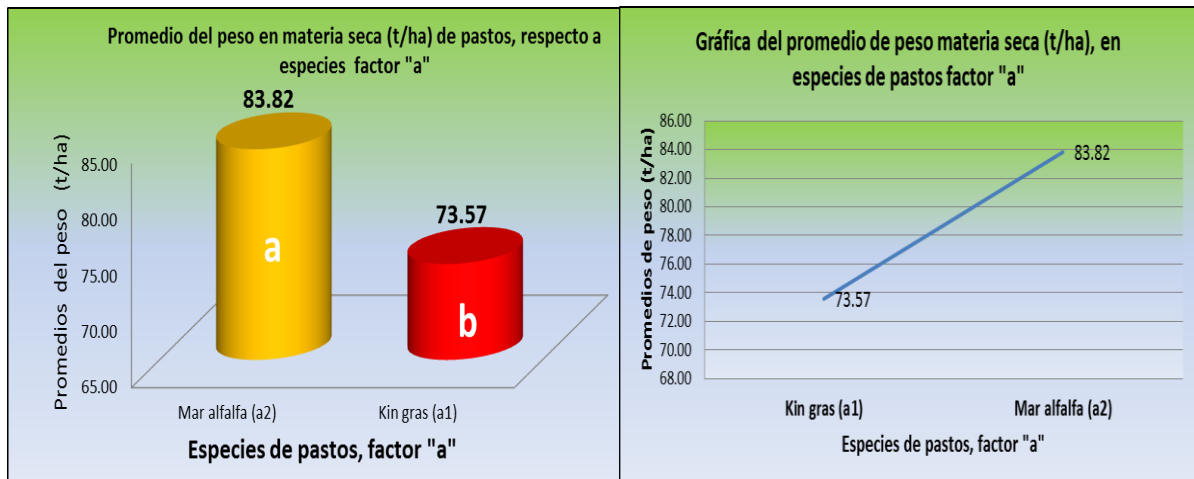 Promedio del peso en materia seca (t/ha) de pastos, respecto a
especies factor "a"
83.82
73.57
Promedios del peso (t/ha)
85.00
80.00
75.00
70.00
65.00
a
b
Mar alfalfa (a2)
Kin gras (a1)
Especies de pastos, factor "a"
Gráfica del promedio de peso materia seca (t/ha), en
especies de pastos factor "a"
Promedios de peso (t/ha)
86.00
84.00
82.00
80.00
78.00
76.00
74.00
72.00
70.00
68.00
83.82
73.57
Kin gras (a1)
Mar alfalfa (a2)
Especies de pastos, factor "a"